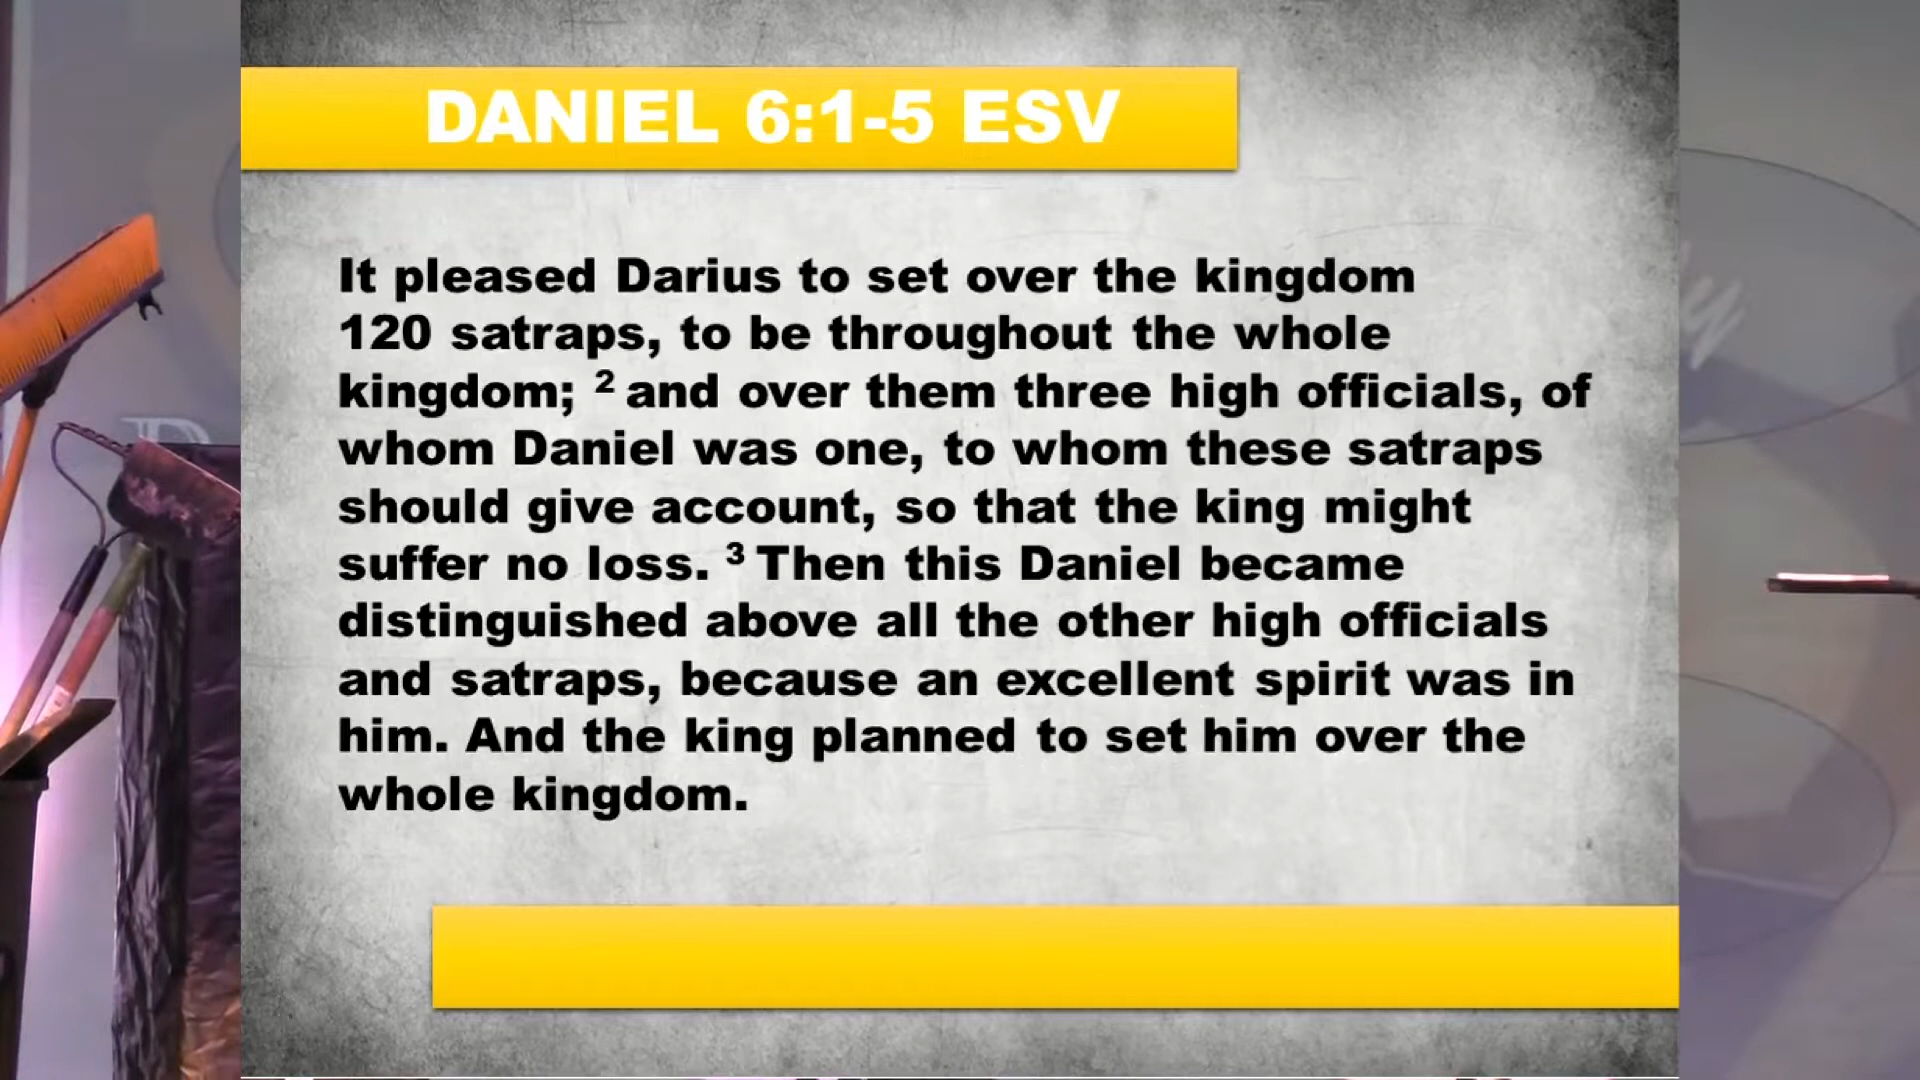 DANIEL 6:1-5 ESV
It pleased Darius to set over the kingdom
120 satraps, to be throughout the whole
kingdom; ² and over them three high officials, of
whom Daniel was one, to whom these satraps
should give account, so that the king might
suffer no loss. ³ Then this Daniel became
distinguished above all the other high officials
and satraps, because an excellent spirit was in
him. And the king planned to set him over the
whole kingdom.